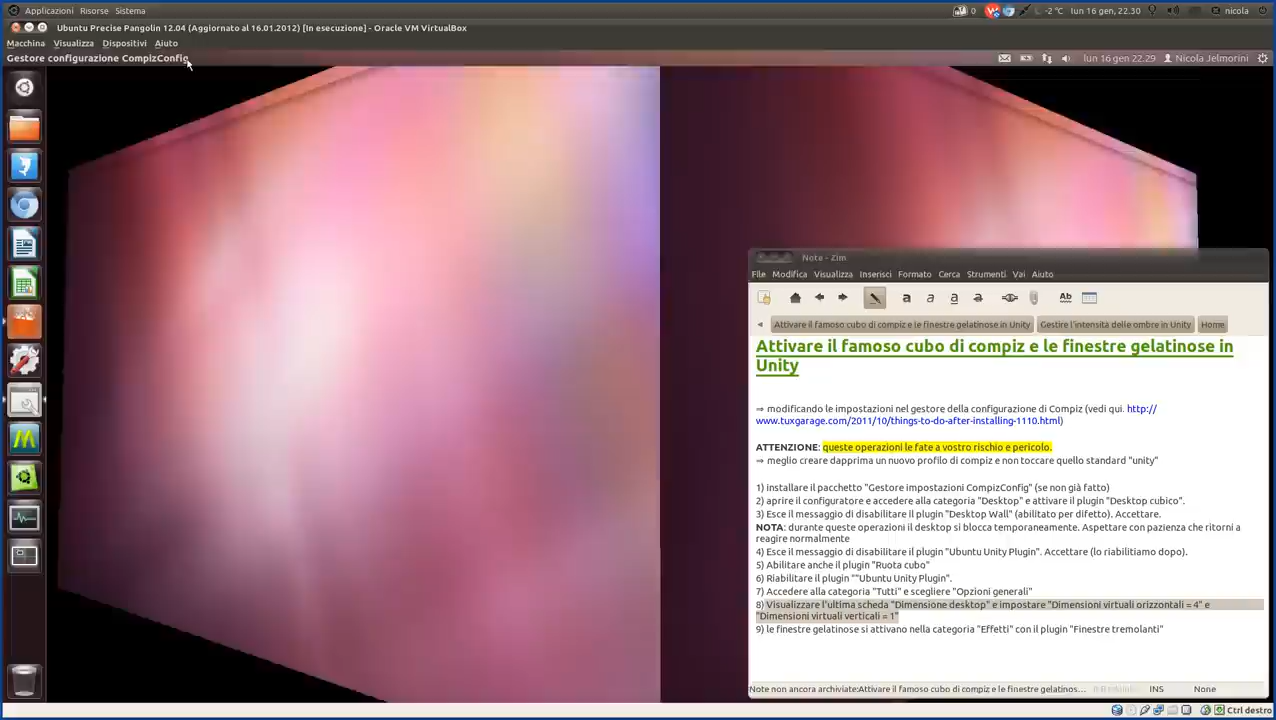 Applicazioni Risorse Sistema
0 -2 °C lun 16 gen, 22.30 nicola
Ubuntu Precise Pangolin 12.04 (Aggiornato al 16.01.2012) [In esecuzione] - Oracle VM VirtualBox
Macchina Visualizza Dispositivi Aiuto
Gestore configurazione CompizConfig
lun 16 gen 22.29 Nicola Jelmorini
Note - Zim
File Modifica Visualizza Inserisci Formato Cerca Strumenti Vai Aiuto
a a a a Ab
Attivare il famoso cubo di compiz e le finestre gelatinose in Unity Gestire l'intensità delle ombre in Unity Home
Attivare il famoso cubo di compiz e le finestre gelatinose in
Unity
⇒ modificando le impostazioni nel gestore della configurazione di Compiz (vedi qui. http://
www.tuxgarage.com/2011/10/things-to-do-after-installing-1110.html)
ATTENZIONE: queste operazioni le fate a vostro rischio e pericolo.
⇒ meglio creare dapprima un nuovo profilo di compiz e non toccare quello standard "unity"
1) installare il pacchetto "Gestore impostazioni CompizConfig" (se non già fatto)
2) aprire il configuratore e accedere alla categoria "Desktop" e attivare il plugin "Desktop cubico".
3) Esce il messaggio di disabilitare il plugin "Desktop Wall" (abilitato per difetto). Accettare.
NOTA: durante queste operazioni il desktop si blocca temporaneamente. Aspettare con pazienza che ritorni a
reagire normalmente
4) Esce il messaggio di disabilitare il plugin "Ubuntu Unity Plugin". Accettare (lo riabilitiamo dopo).
5) Abilitare anche il plugin "Ruota cubo"
6) Riabilitare il plugin ""Ubuntu Unity Plugin".
7) Accedere alla categoria "Tutti" e scegliere "Opzioni generali"
8) Visualizzare l'ultima scheda "Dimensione desktop" e impostare "Dimensioni virtuali orizzontali = 4" e
"Dimensioni virtuali verticali = 1"
9) le finestre gelatinose si attivano nella categoria "Effetti" con il plugin "Finestre tremolanti"
Note non ancora archiviate:Attivare il famoso cubo di compiz e le finestre gelatinos... INS None
Ctrl destro